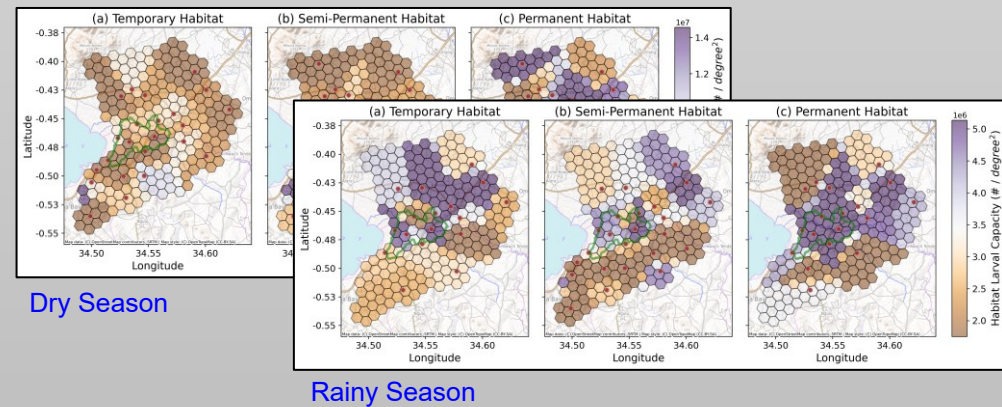 (a) Temporary Habitat
(b) Semi-Permanent Habitat
(c) Permanent Habitat
1e7
-0.38
-0.40
-0.43
-0.45
-0.48
-0.50
-0.53
-0.55
Latitude
34.50
34.55
34.60
Longitude
1.4
1.2
(# / degree²)
Dry Season
(a) Temporary Habitat
(b) Semi-Permanent Habitat
(c) Permanent Habitat
1e6
-0.38
-0.40
-0.43
-0.45
-0.48
-0.50
-0.53
-0.55
Latitude
34.50
34.55
34.60
34.50
34.55
34.60
34.50
34.55
34.60
Longitude
Longitude
Longitude
5.0
4.5
4.0
3.5
3.0
2.5
2.0
Habitat Larval Capacity (# / degree²)
Rainy Season